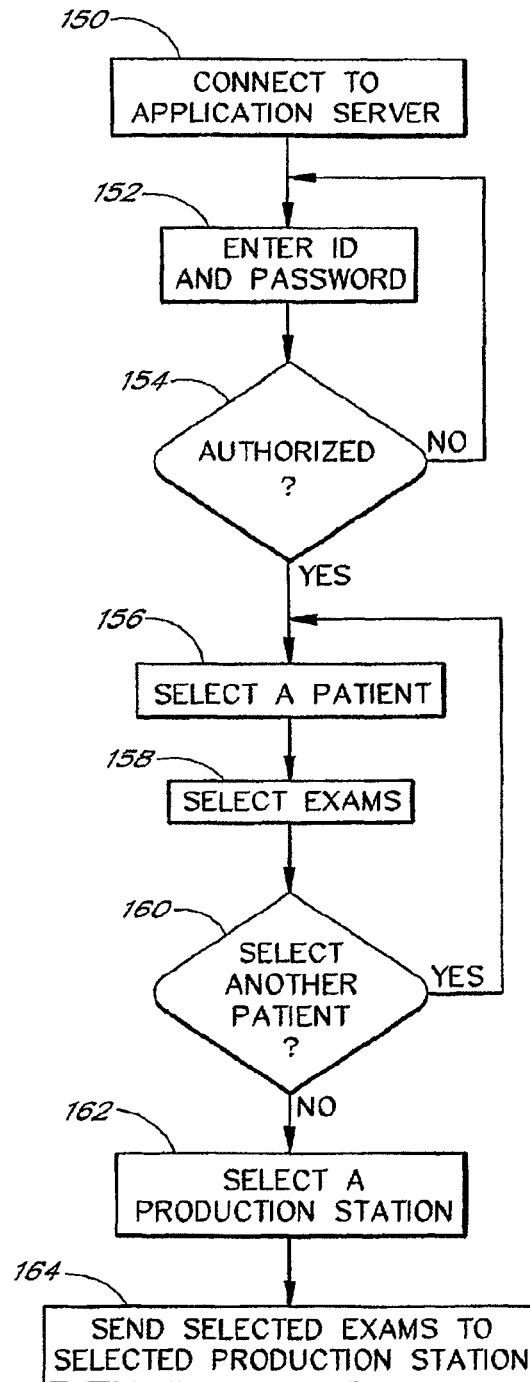 150
CONNECT TO
APPLICATION SERVER
152
ENTER ID
AND PASSWORD
154
AUTHORIZED
?
NO
YES
156
SELECT A PATIENT
158
SELECT EXAMS
160
SELECT
ANOTHER
PATIENT
?
YES
NO
162
SELECT A
PRODUCTION STATION
164
SEND SELECTED EXAMS TO
SELECTED PRODUCTION STATION